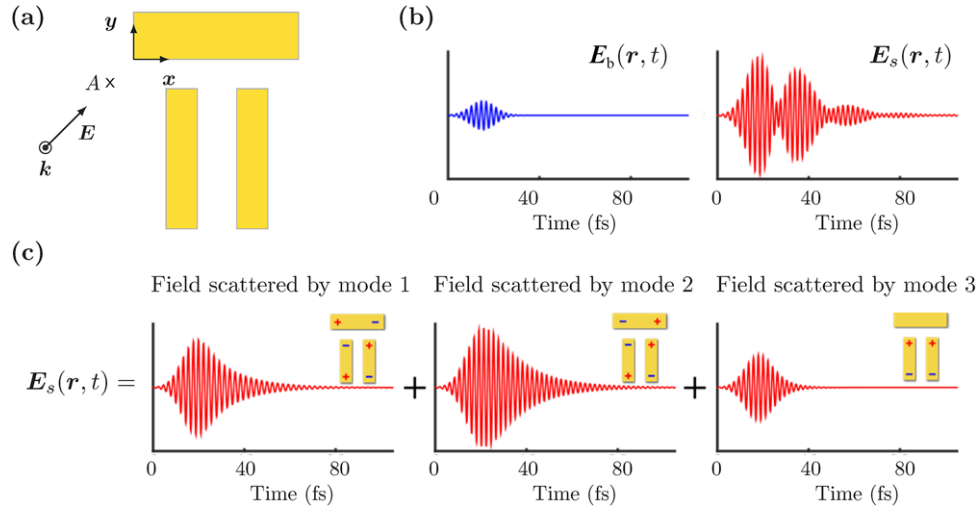 (a)
y
x
A ×
E
k
(b)
E_b(r, t)
E_s(r, t)
0 40 80
Time (fs)
0 40 80
Time (fs)
(c)
Field scattered by mode 1
Field scattered by mode 2
Field scattered by mode 3
+ −
− +
+ −
− +
− +
+ −
+ +
− −
E_s(r, t) =
+
+
0 40 80
Time (fs)
0 40 80
Time (fs)
0 40 80
Time (fs)